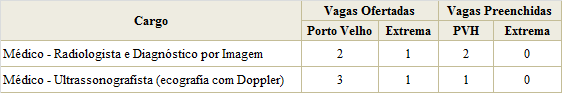 Cargo Vagas Ofertadas Vagas Preenchidas
Porto Velho Extrema PVH Extrema
Médico - Radiologista e Diagnóstico por Imagem 2 1 2 0
Médico - Ultrassonografista (ecografia com Doppler) 3 1 1 0